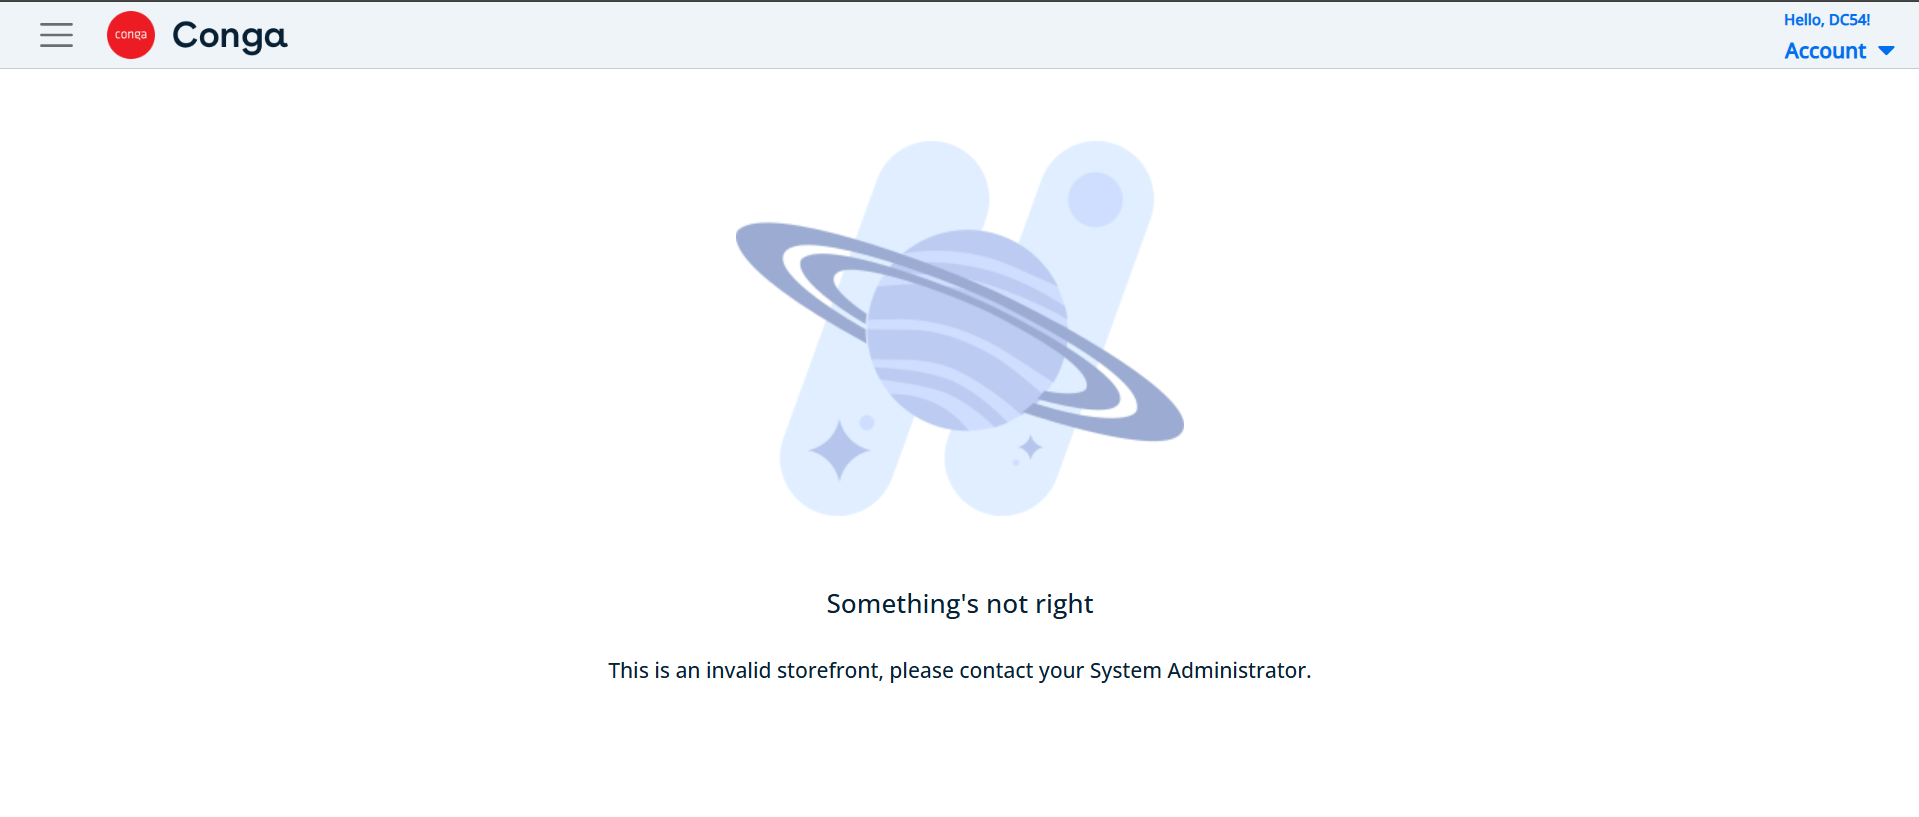 conga
Conga
Hello, DC54!
Account
Something's not right
This is an invalid storefront, please contact your System Administrator.